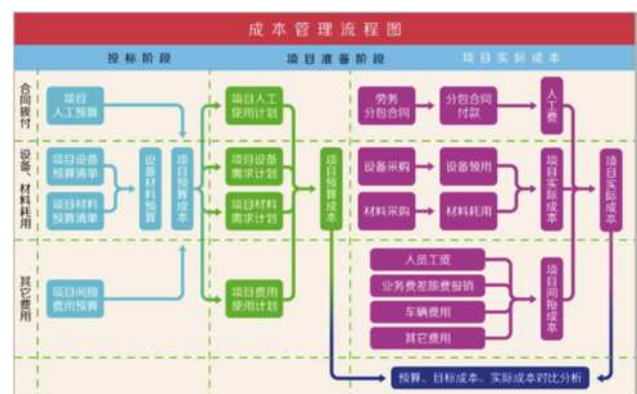 成本管理流程图
投标阶段
项目准备阶段
项目实际成本
合同拨付
项目
人工预算
项目人工
使用计划
劳务
分包合同
分包合同
付款
人工费
设备、材料耗用
项目设备
预算清单
项目材料
预算清单
设备材料预算
项目预算成本
项目设备
需求计划
项目材料
需求计划
项目预算成本
设备采购
设备领用
材料采购
材料耗用
项目实际成本
项目实际成本
其它费用
项目间接
费用预算
项目费用
使用计划
人员工资
业务费差旅费报销
车辆费用
其它费用
项目间接成本
预算、目标成本、实际成本对比分析